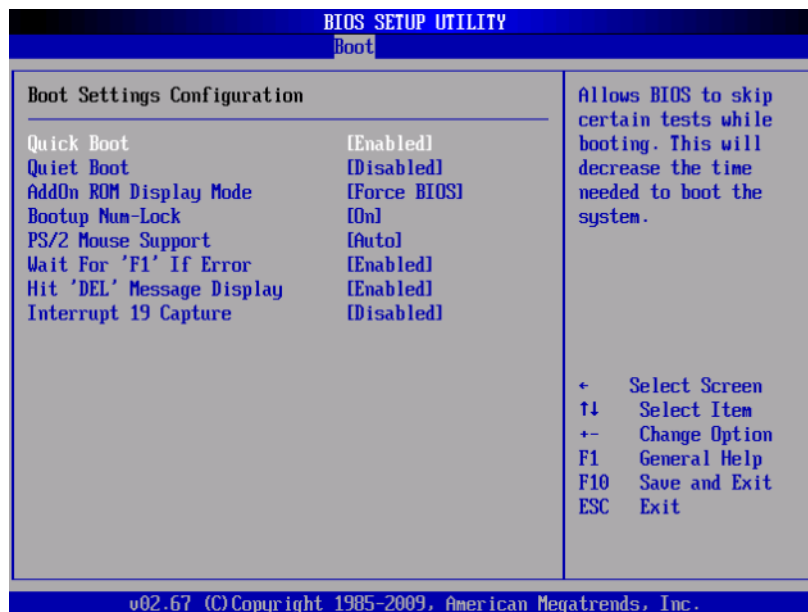 BIOS SETUP UTILITY
Boot
Boot Settings Configuration
Quick Boot [Enabled]
Quiet Boot [Disabled]
AddOn ROM Display Mode [Force BIOS]
Bootup Num-Lock [On]
PS/2 Mouse Support [Auto]
Wait For 'F1' If Error [Enabled]
Hit 'DEL' Message Display [Enabled]
Interrupt 19 Capture [Disabled]
Allows BIOS to skip
certain tests while
booting. This will
decrease the time
needed to boot the
system.
← Select Screen
↑↓ Select Item
+- Change Option
F1 General Help
F10 Save and Exit
ESC Exit
v02.67 (C)Copyright 1985-2009, American Megatrends, Inc.